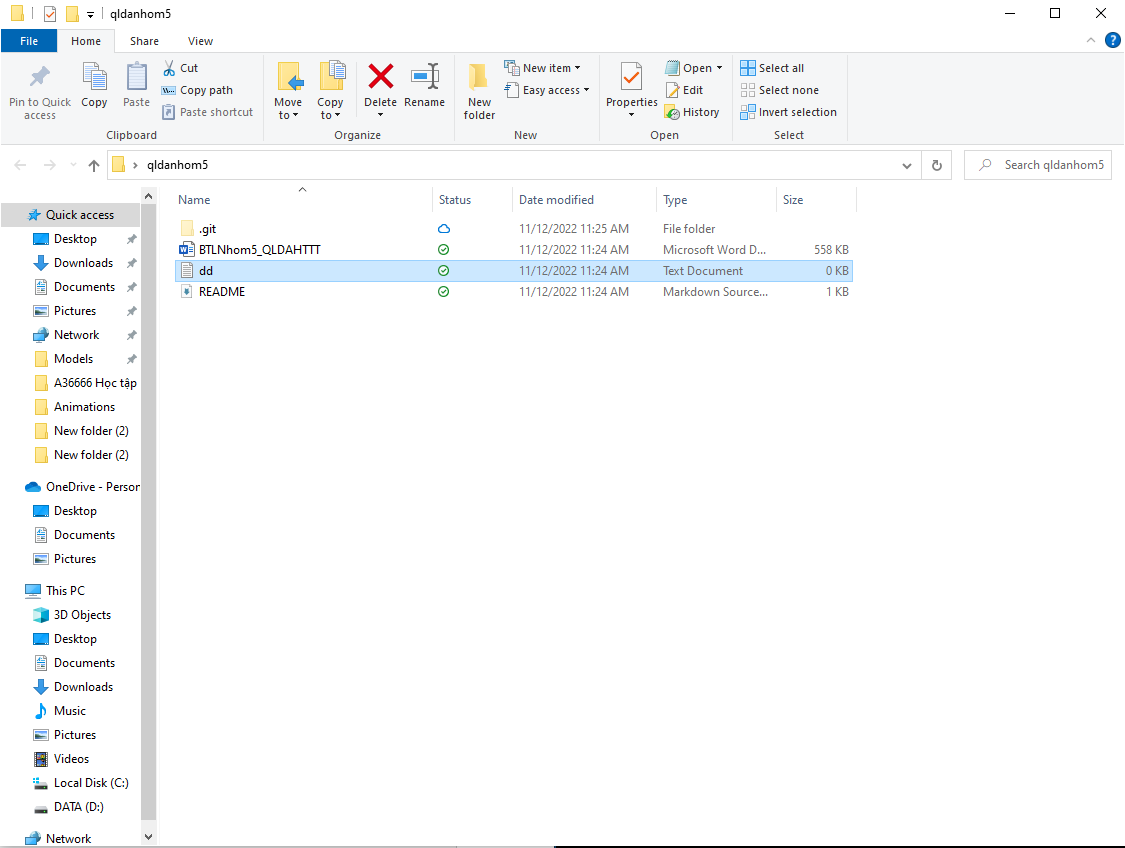 qldanhom5
File Home Share View
Pin to Quick access
Copy
Paste
Cut
Copy path
Paste shortcut
Clipboard
Move to
Copy to
Delete
Rename
Organize
New folder
New item
Easy access
New
Properties
Open
Edit
History
Open
Select all
Select none
Invert selection
Select
qldanhom5
Search qldanhom5
Quick access
Desktop
Downloads
Documents
Pictures
Network
Models
A36666 Học tập
Animations
New folder (2)
New folder (2)
OneDrive - Person
Desktop
Documents
Pictures
This PC
3D Objects
Desktop
Documents
Downloads
Music
Pictures
Videos
Local Disk (C:)
DATA (D:)
Network
Name Status Date modified Type Size
.git 11/12/2022 11:25 AM File folder
BTLNhom5_QLDAHTTT 11/12/2022 11:24 AM Microsoft Word D... 558 KB
dd 11/12/2022 11:24 AM Text Document 0 KB
README 11/12/2022 11:24 AM Markdown Source... 1 KB